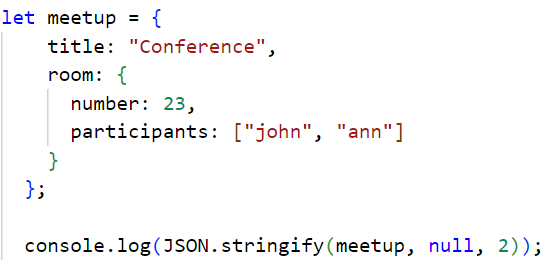 let meetup = {
title: "Conference",
room: {
number: 23,
participants: ["john", "ann"]
}
};
console.log(JSON.stringify(meetup, null, 2));